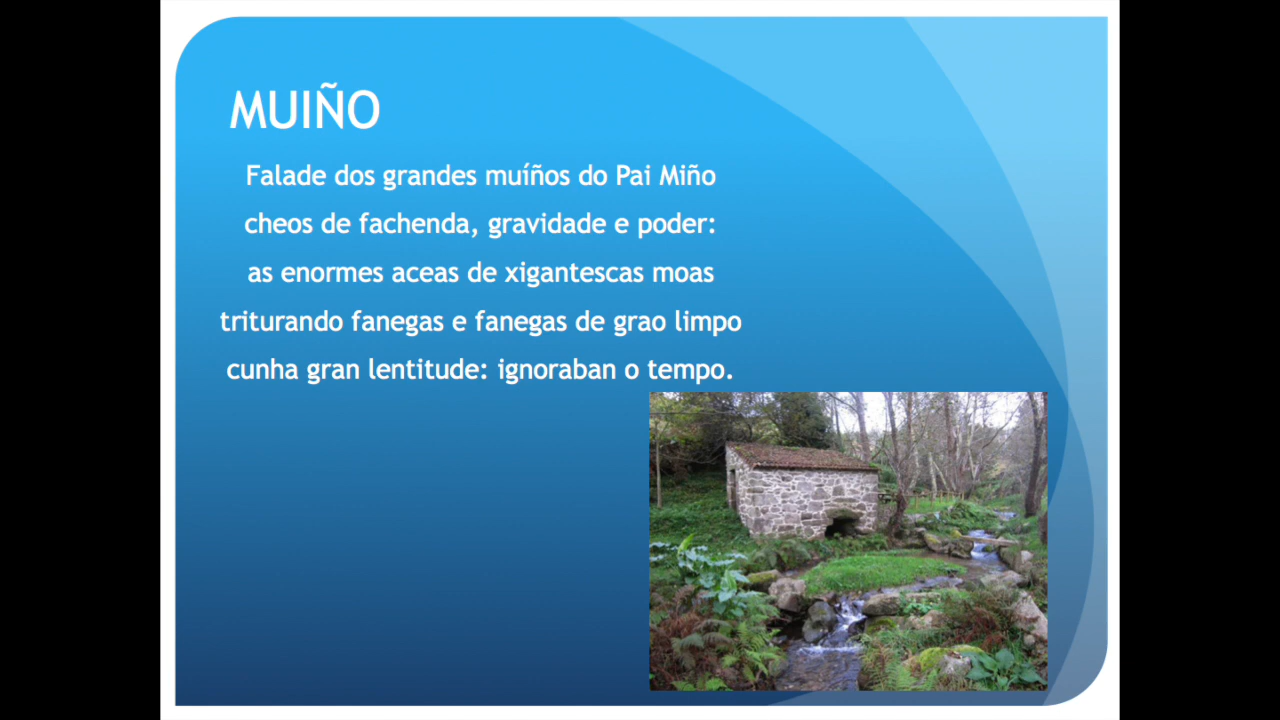 MUIÑO
Falade dos grandes muíños do Pai Miño
cheos de fachenda, gravidade e poder:
as enormes aceas de xigantescas moas
triturando fanegas e fanegas de grao limpo
cunha gran lentitude: ignoraban o tempo.